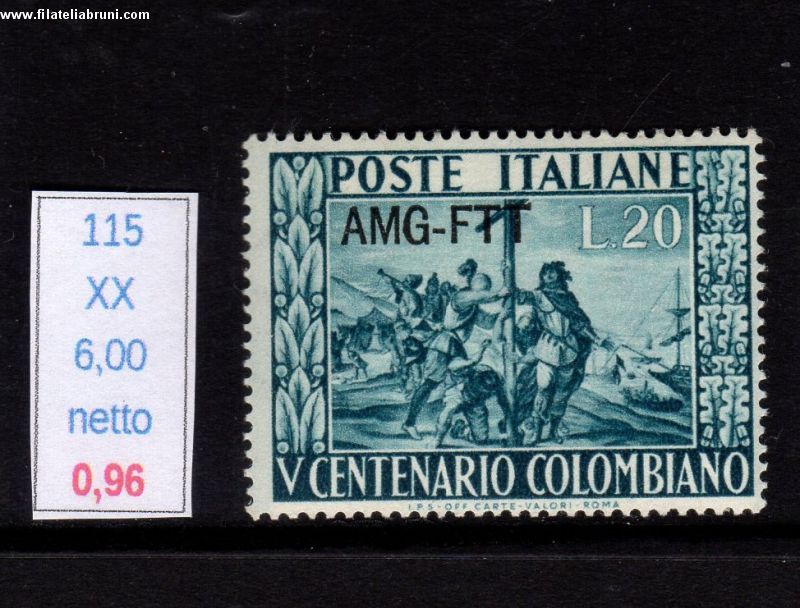 www.filateliabruni.com
115
XX
6,00
netto
0,96
POSTE ITALIANE
AMG-FTT
L.20
V CENTENARIO COLOMBIANO
I.P.S-OFF. CARTE-VALORI-ROMA